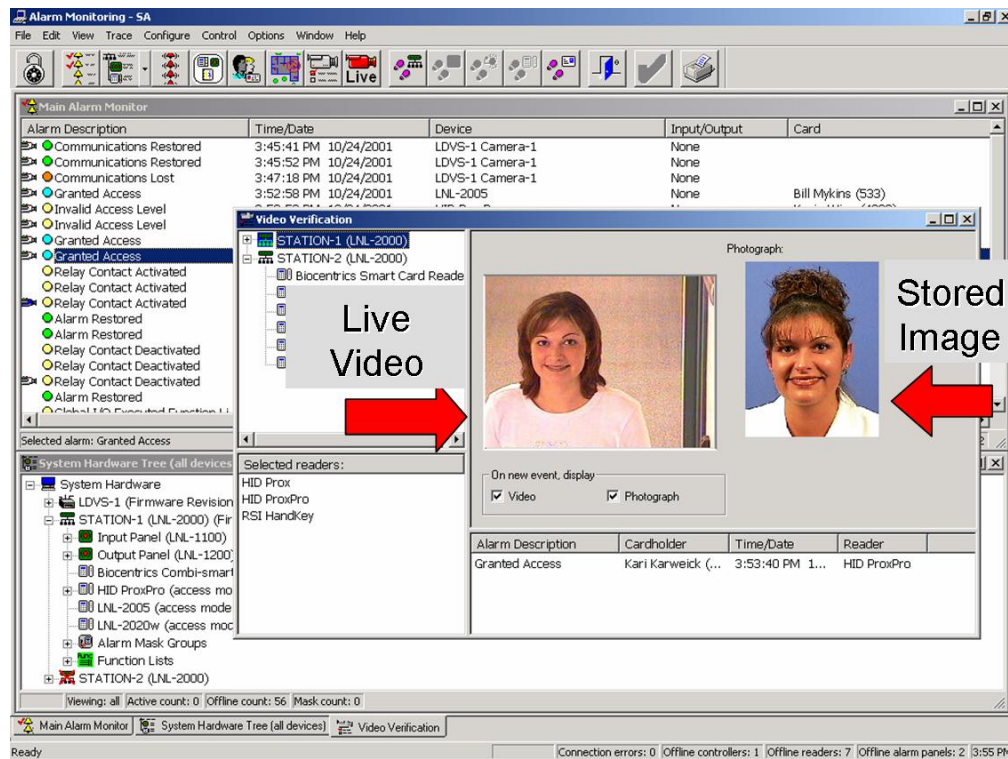 Alarm Monitoring - SA
File Edit View Trace Configure Control Options Window Help
Live
Main Alarm Monitor
Alarm Description Time/Date Device Input/Output Card
Communications Restored 3:45:41 PM 10/24/2001 LDVS-1 Camera-1 None
Communications Restored 3:45:52 PM 10/24/2001 LDVS-1 Camera-1 None
Communications Lost 3:47:18 PM 10/24/2001 LDVS-1 Camera-1 None
Granted Access 3:52:58 PM 10/24/2001 LNL-2005 None Bill Mykins (533)
Invalid Access Level
Invalid Access Level
Granted Access
Granted Access
Relay Contact Activated
Relay Contact Activated
Relay Contact Activated
Alarm Restored
Alarm Restored
Relay Contact Deactivated
Relay Contact Deactivated
Relay Contact Deactivated
Alarm Restored
Global I/O Executed Function
Selected alarm: Granted Access
Video Verification
STATION-1 (LNL-2000)
STATION-2 (LNL-2000)
Biocentrics Smart Card Reade
Live
Video
Photograph:
Stored
Image
On new event, display
Video Photograph
Selected readers:
HID Prox
HID ProxPro
RSI HandKey
Alarm Description Cardholder Time/Date Reader
Granted Access Kari Karweick (... 3:53:40 PM 1... HID ProxPro
System Hardware Tree (all devices
System Hardware
LDVS-1 (Firmware Revision
STATION-1 (LNL-2000) (Fir
Input Panel (LNL-1100)
Output Panel (LNL-1200)
Biocentrics Combi-smart
HID ProxPro (access mo
LNL-2005 (access mode
LNL-2020w (access moc
Alarm Mask Groups
Func
Function Lists
STATION-2 (LNL-2000)
Viewing: all Active count: 0 Offline count: 56 Mask count: 0
Main Alarm Monitor System Hardware Tree (all devices) Video Verification
Ready Connection errors: 0 Offline controllers: 1 Offline readers: 7 Offline alarm panels: 2 3:55 PM